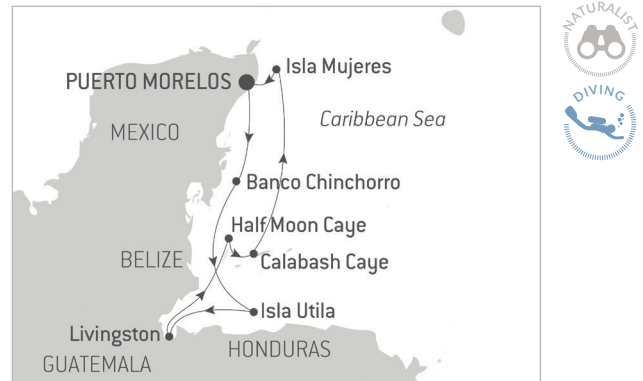 NATURALIST
Isla Mujeres
PUERTO MORELOS
DIVING
Caribbean Sea
MEXICO
Banco Chinchorro
Half Moon Caye
BELIZE
Calabash Caye
Isla Utila
Livingston
HONDURAS
GUATEMALA